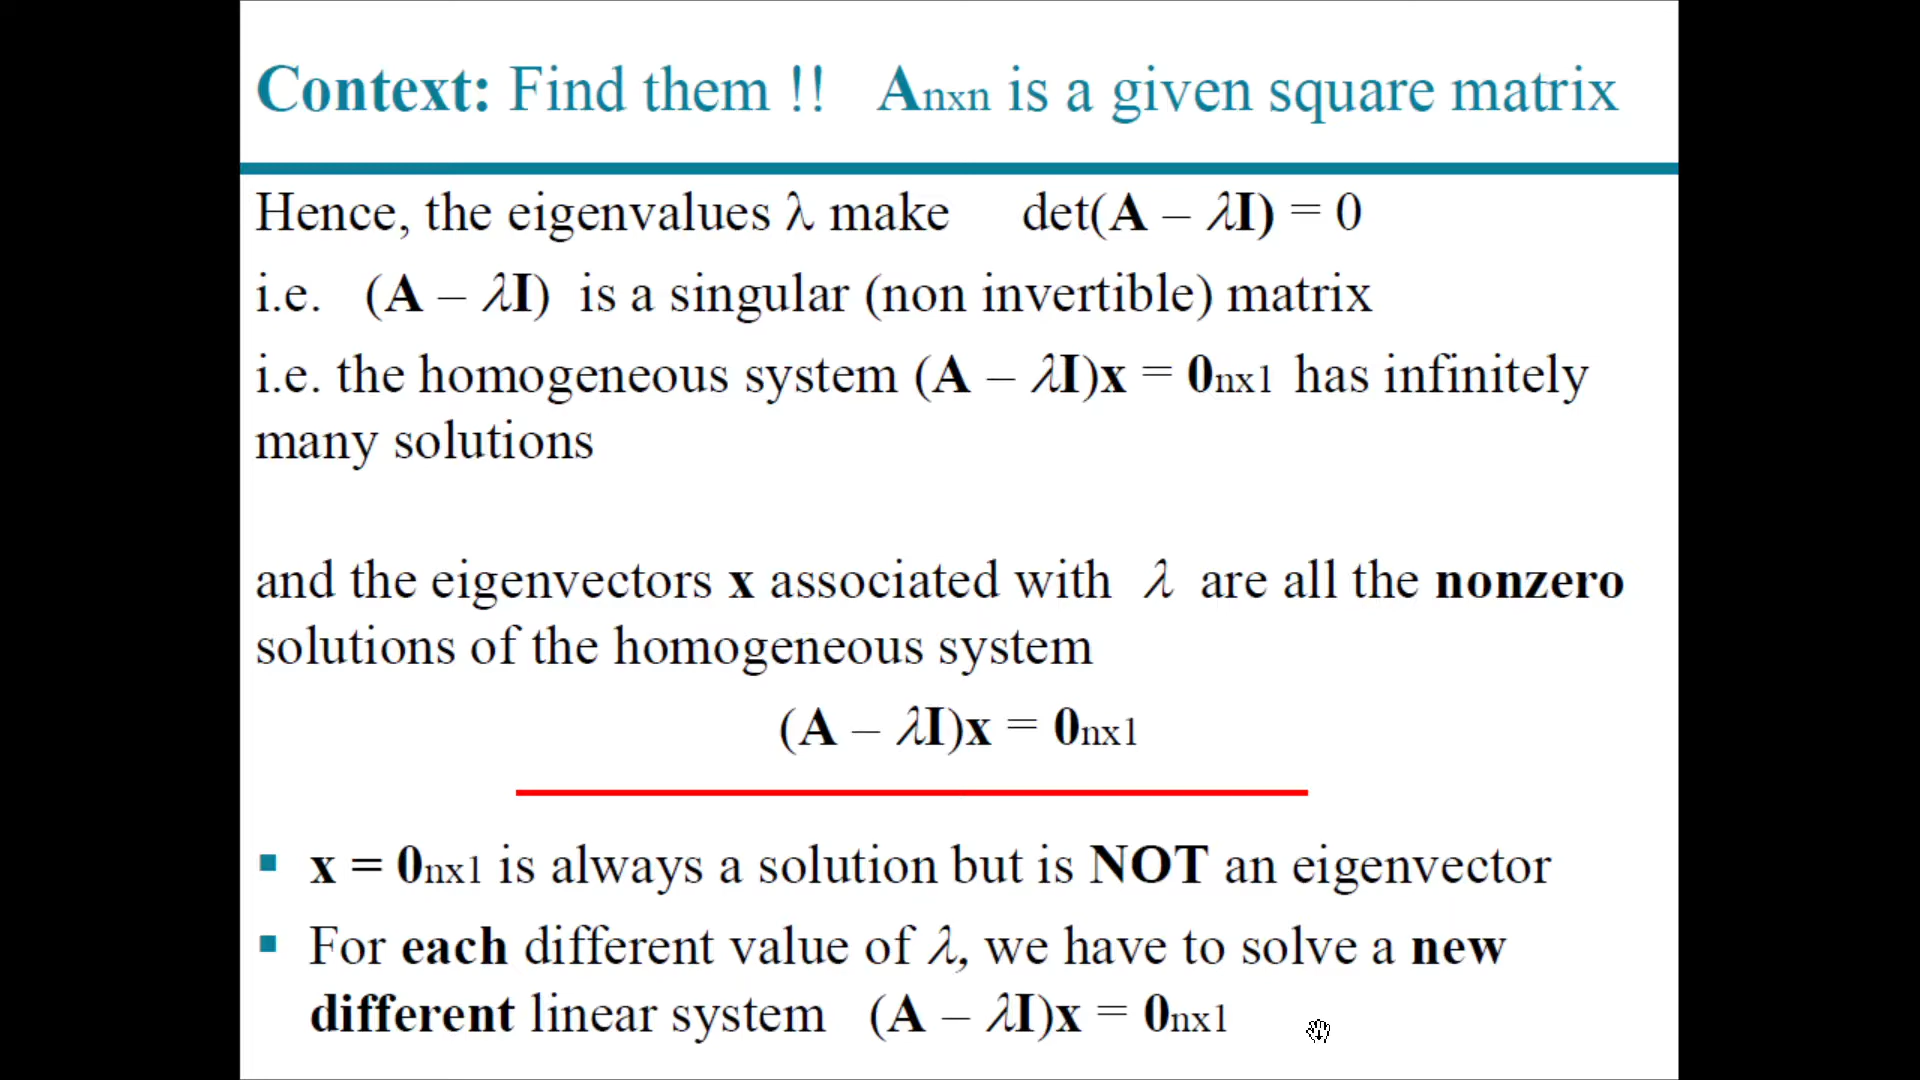 Context: Find them !! Anxn is a given square matrix
Hence, the eigenvalues λ make det(A – λI) = 0
i.e. (A – λI) is a singular (non invertible) matrix
i.e. the homogeneous system (A – λI)x = 0nx1 has infinitely
many solutions
and the eigenvectors x associated with λ are all the nonzero
solutions of the homogeneous system
(A – λI)x = 0nx1
▪ x = 0nx1 is always a solution but is NOT an eigenvector
▪ For each different value of λ, we have to solve a new
different linear system (A – λI)x = 0nx1